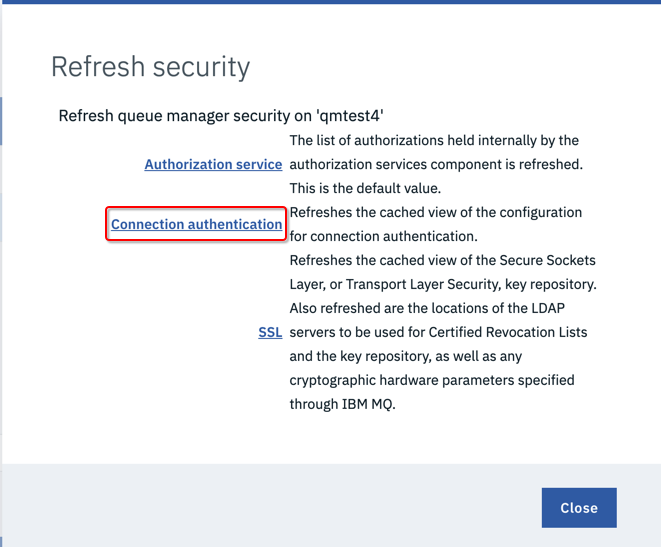 Refresh security
Refresh queue manager security on 'qmtest4'
Authorization service
The list of authorizations held internally by the
authorization services component is refreshed.
This is the default value.
Connection authentication
Refreshes the cached view of the configuration
for connection authentication.
SSL
Refreshes the cached view of the Secure Sockets
Layer, or Transport Layer Security, key repository.
Also refreshed are the locations of the LDAP
servers to be used for Certified Revocation Lists
and the key repository, as well as any
cryptographic hardware parameters specified
through IBM MQ.
Close